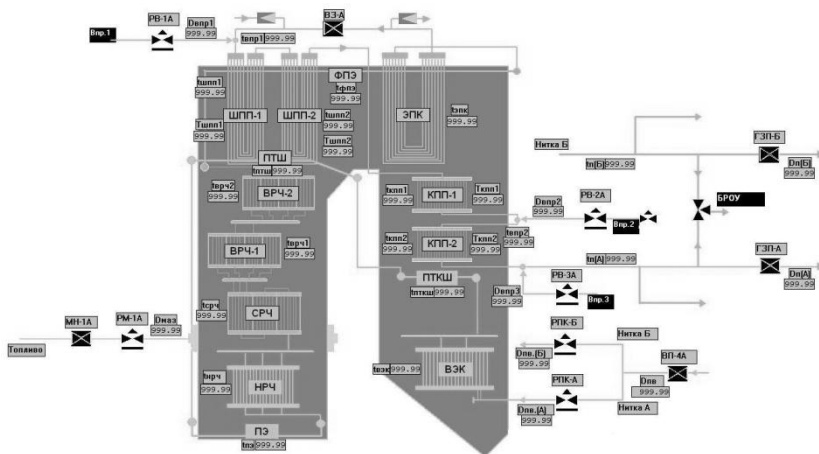 РВ-1А
Dвпр1
999.99
Впр.1
tвпр1 999.99
ВЗ-А
ФПЭ
tфпэ
999.99
tшпп1
999.99
Tшпп1
999.99
ШПП-1
ШПП-2
tшпп2
999.99
Tшпп2
999.99
ЭПК
tэпк
999.99
ПТШ
tптш 999.99
tврч2
999.99
ВРЧ-2
ВРЧ-1
tврч1
999.99
tсрч
999.99
СРЧ
tнрч
999.99
НРЧ
ПЭ
tпэ 999.99
МН-1А
РМ-1А
Dмаз
999.99
Топливо
tкпп1
999.99
КПП-1
Tкпп1
999.99
tкпп2
999.99
КПП-2
Tкпп2
999.99
Dвпр2
999.99
tвпр2
999.99
РВ-2А
Впр.2
ПТКШ
tпткш 999.99
Dвпр3
999.99
РВ-3А
Впр.3
tвэк 999.99
ВЭК
Нитка Б
tп(Б) 999.99
ГЗП-Б
Dп(Б)
999.99
БРОУ
tп(А) 999.99
ГЗП-А
Dп(А)
999.99
РПК-Б
Нитка Б
Dпв.(Б)
999.99
ВП-4А
Dпв
999.99
РПК-А
Dпв.(А)
999.99
Нитка А